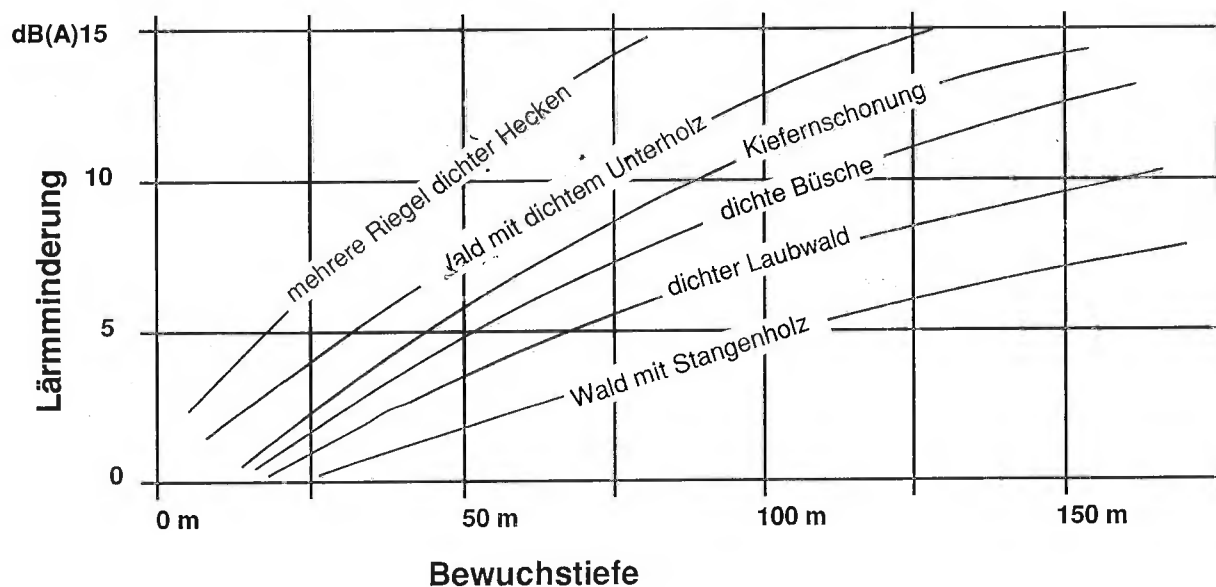 dB(A)15
mehrere Riegel dichter Hecken
mit dichtem Unterholz
Kiefernschonung
dichte Büsche
dichter Laubwald
Wald mit Stangenholz
10
5
0
Lärmminderung
0 m
50 m
100 m
150 m
Bewuchstiefe